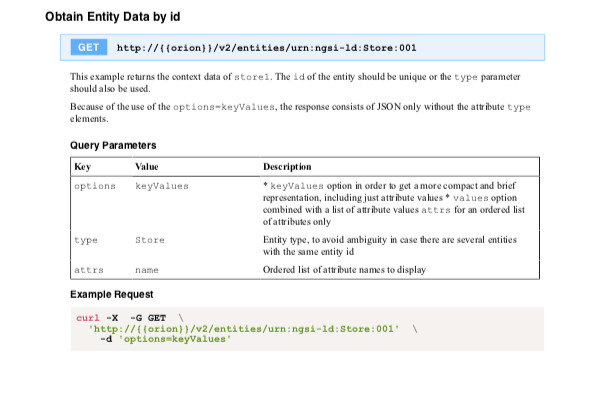 Obtain Entity Data by id
GET http://{{orion}}/v2/entities/urn:ngsi-ld:Store:001
This example returns the context data of store1. The id of the entity should be unique or the type parameter
should also be used.
Because of the use of the options=keyValues, the response consists of JSON only without the attribute type
elements.
Query Parameters
Key Value Description
options keyValues * keyValues option in order to get a more compact and brief
representation, including just attribute values * values option
combined with a list of attribute values attrs for an ordered list
of attributes only
type Store Entity type, to avoid ambiguity in case there are several entities
with the same entity id
attrs name Ordered list of attribute names to display
Example Request
curl -X -G GET \
'http://{{orion}}/v2/entities/urn:ngsi-ld:Store:001' \
-d 'options=keyValues'